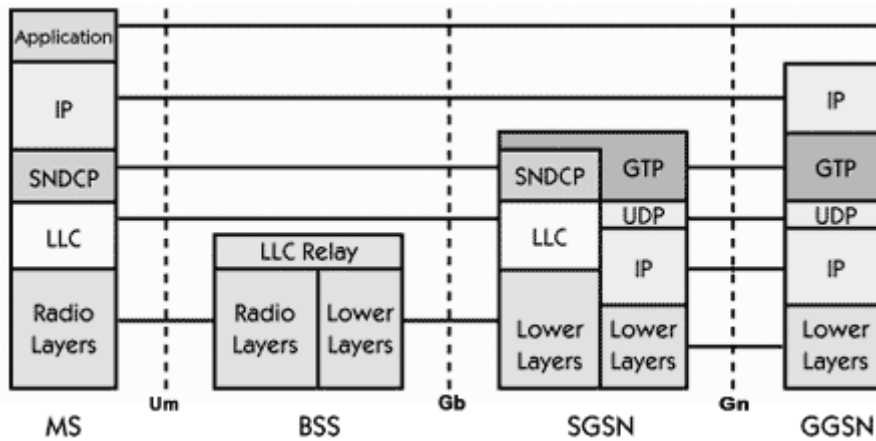 Application
IP
SNDCP
LLC
Radio
Layers
MS
Um
LLC Relay
Radio
Layers
Lower
Layers
BSS
Gb
SNDCP
GTP
LLC
UDP
IP
Lower
Layers
Lower
Layers
SGSN
Gn
IP
GTP
UDP
IP
Lower
Layers
GGSN